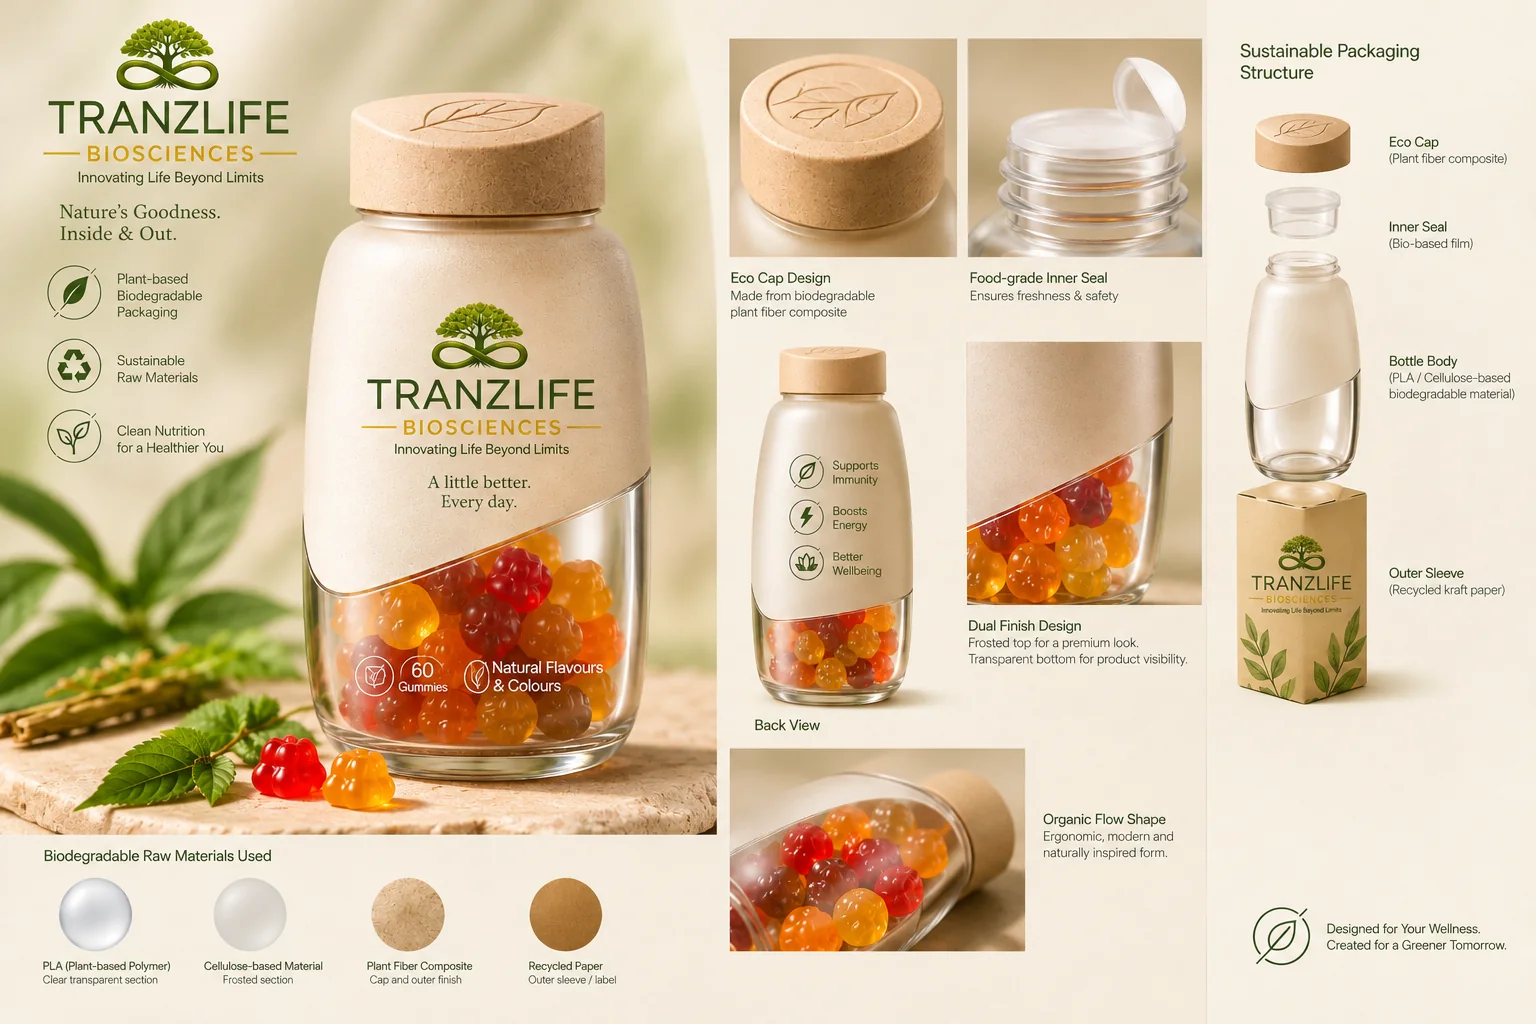 TRANZLIFE
BIOSCIENCES
Innovating Life Beyond Limits
Nature's Goodness.
Inside & Out.
Plant-based
Biodegradable
Packaging
Sustainable
Raw Materials
Clean Nutrition
for a Healthier You
TRANZLIFE
BIOSCIENCES
Innovating Life Beyond Limits
A little better.
Every day.
60
Gummies
Natural Flavours
& Colours
Biodegradable Raw Materials Used
PLA (Plant-based Polymer)
Clear transparent section
Cellulose-based Material
Frosted section
Plant Fiber Composite
Cap and outer finish
Recycled Paper
Outer sleeve / label
Eco Cap Design
Made from biodegradable
plant fiber composite
Food-grade Inner Seal
Ensures freshness & safety
Supports
Immunity
Boosts
Energy
Better
Wellbeing
Back View
Dual Finish Design
Frosted top for a premium look.
Transparent bottom for product visibility.
Organic Flow Shape
Ergonomic, modern and
naturally inspired form.
Sustainable Packaging
Structure
Eco Cap
(Plant fiber composite)
Inner Seal
(Bio-based film)
Bottle Body
(PLA / Cellulose-based
biodegradable material)
Outer Sleeve
(Recycled kraft paper)
TRANZLIFE
BIOSCIENCES
Innovating Life Beyond Limits
Designed for Your Wellness.
Created for a Greener Tomorrow.